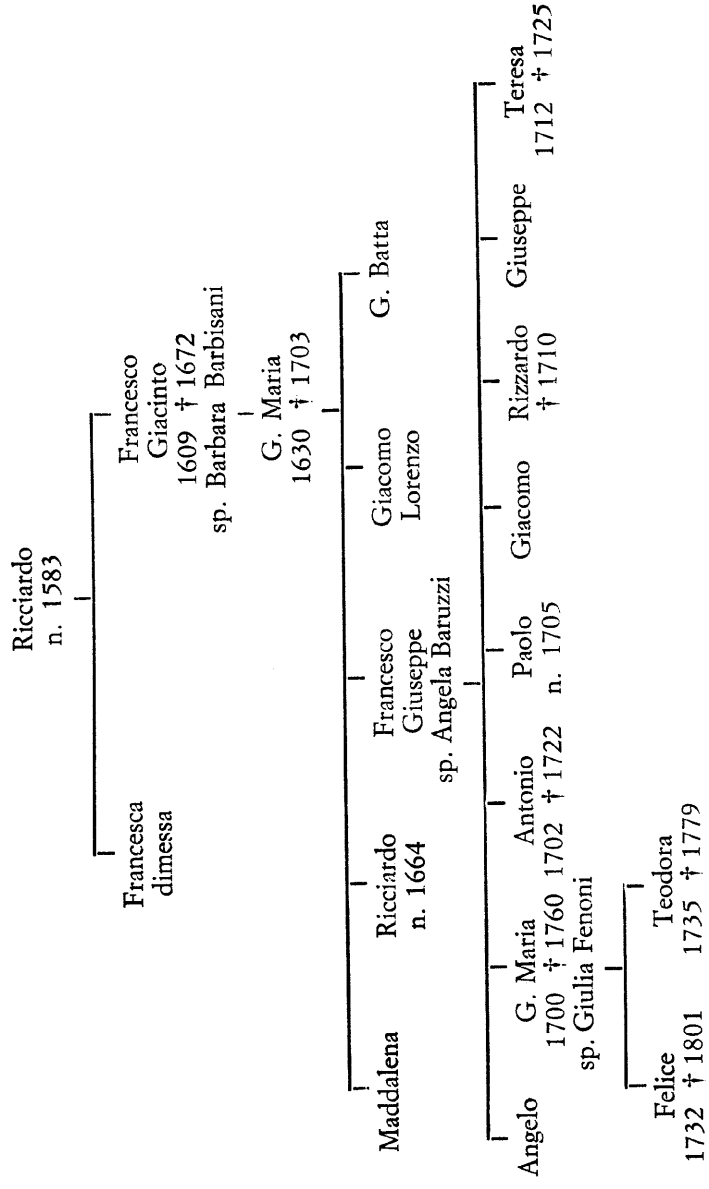 Ricciardo
n. 1583
Francesca
dimessa
Francesco
Giacinto
1609 † 1672
sp. Barbara Barbisani
G. Maria
1630 † 1703
Maddalena
Ricciardo
n. 1664
Francesco
Giuseppe
sp. Angela Baruzzi
Giacomo
Lorenzo
G. Batta
Angelo
G. Maria
1700 † 1760
sp. Giulia Fenoni
Antonio
1702 † 1722
Paolo
n. 1705
Giacomo
Rizzardo
† 1710
Giuseppe
Teresa
1712 † 1725
Felice
1732 † 1801
Teodora
1735 † 1779